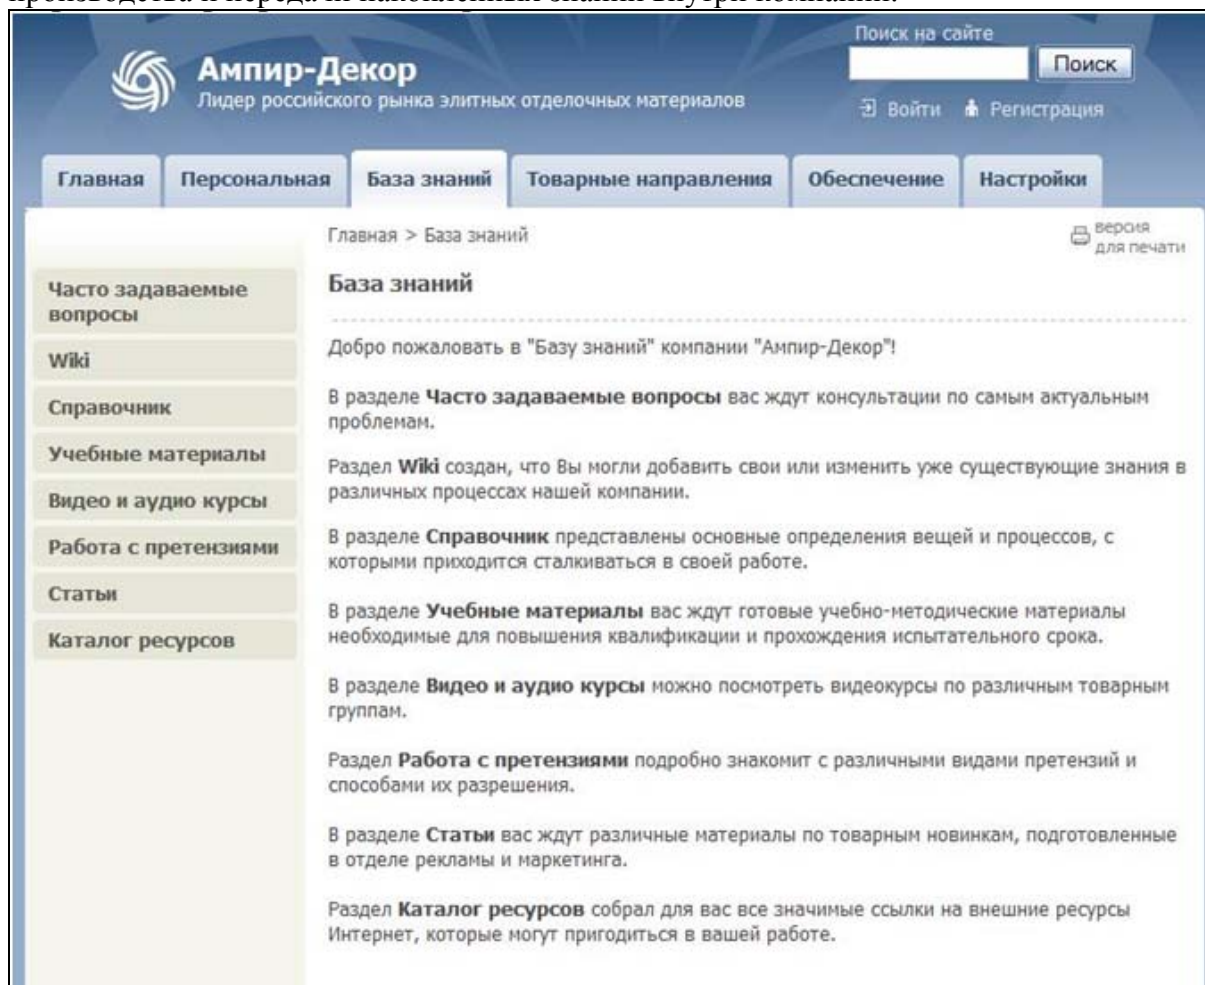 Поиск на сайте
Поиск
Ампир-Декор
Лидер российского рынка элитных отделочных материалов
Войти Регистрация
Главная Персональная База знаний Товарные направления Обеспечение Настройки
Главная > База знаний
версия
для печати
Часто задаваемые
вопросы
Wiki
Справочник
Учебные материалы
Видео и аудио курсы
Работа с претензиями
Статьи
Каталог ресурсов
База знаний
Добро пожаловать в "Базу знаний" компании "Ампир-Декор"!
В разделе Часто задаваемые вопросы вас ждут консультации по самым актуальным
проблемам.
Раздел Wiki создан, что Вы могли добавить свои или изменить уже существующие знания в
различных процессах нашей компании.
В разделе Справочник представлены основные определения вещей и процессов, с
которыми приходится сталкиваться в своей работе.
В разделе Учебные материалы вас ждут готовые учебно-методические материалы
необходимые для повышения квалификации и прохождения испытательного срока.
В разделе Видео и аудио курсы можно посмотреть видеокурсы по различным товарным
группам.
Раздел Работа с претензиями подробно знакомит с различными видами претензий и
способами их разрешения.
В разделе Статьи вас ждут различные материалы по товарным новинкам, подготовленные
в отделе рекламы и маркетинга.
Раздел Каталог ресурсов собрал для вас все значимые ссылки на внешние ресурсы
Интернет, которые могут пригодиться в вашей работе.